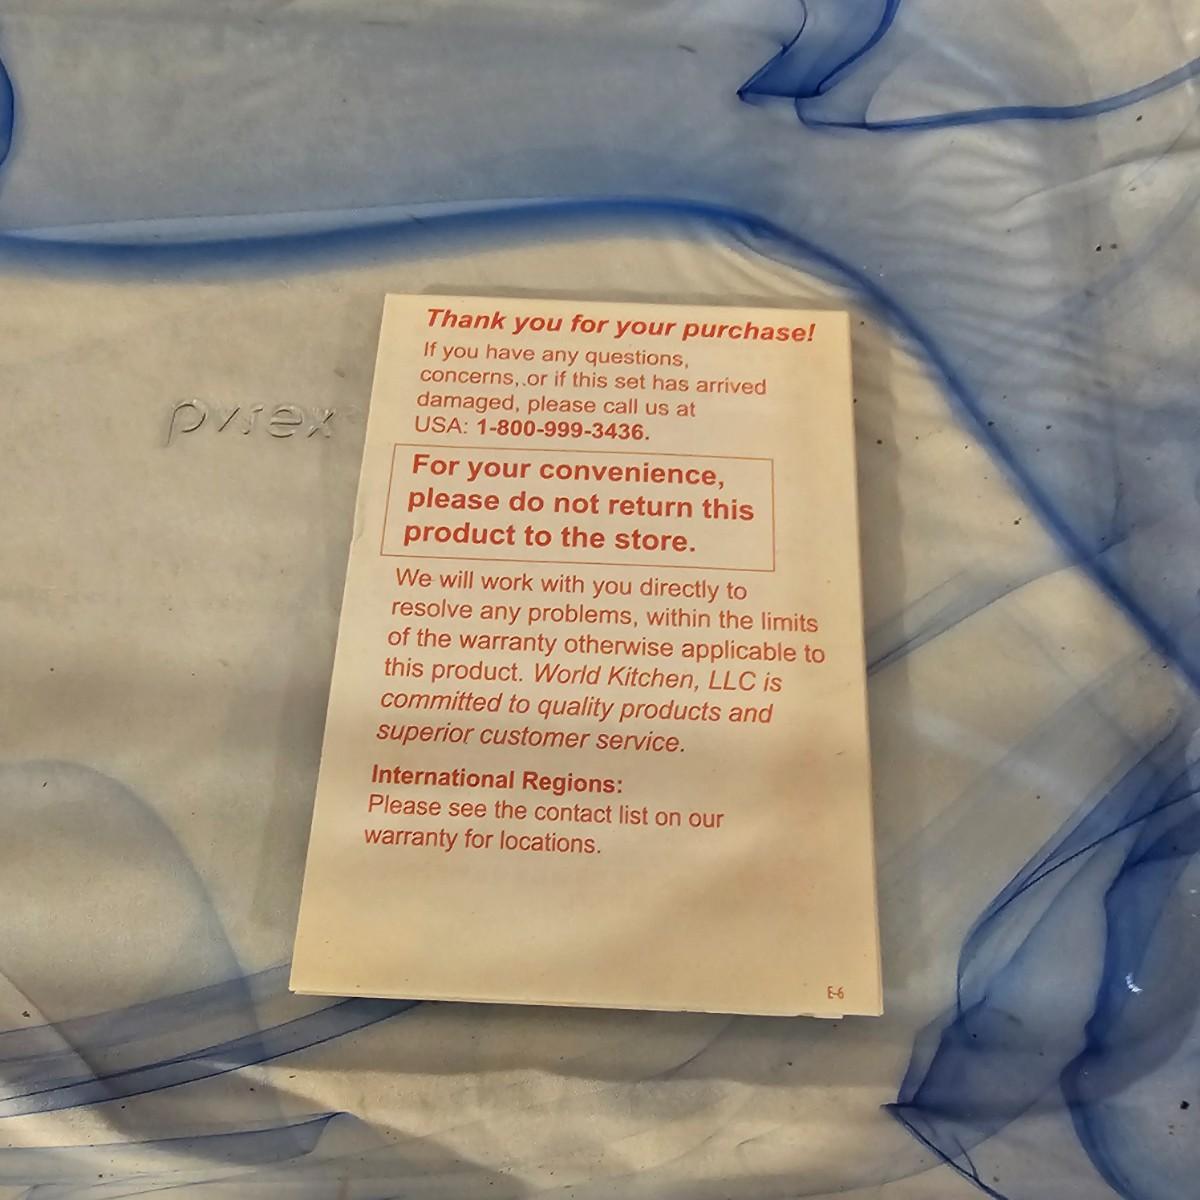 Thank you for your purchase!
If you have any questions,
concerns, or if this set has arrived
damaged, please call us at
USA: 1-800-999-3436.
For your convenience,
please do not return this
product to the store.
We will work with you directly to
resolve any problems, within the limits
of the warranty otherwise applicable to
this product. World Kitchen, LLC is
committed to quality products and
superior customer service.
International Regions:
Please see the contact list on our
warranty for locations.
E-6
pyrex